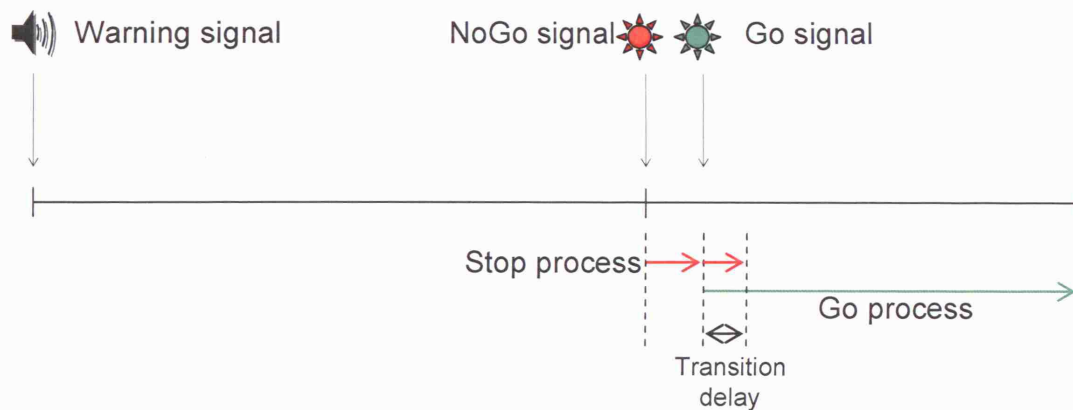 Warning signal
NoGo signal
Go signal
Stop process
Go process
Transition
delay